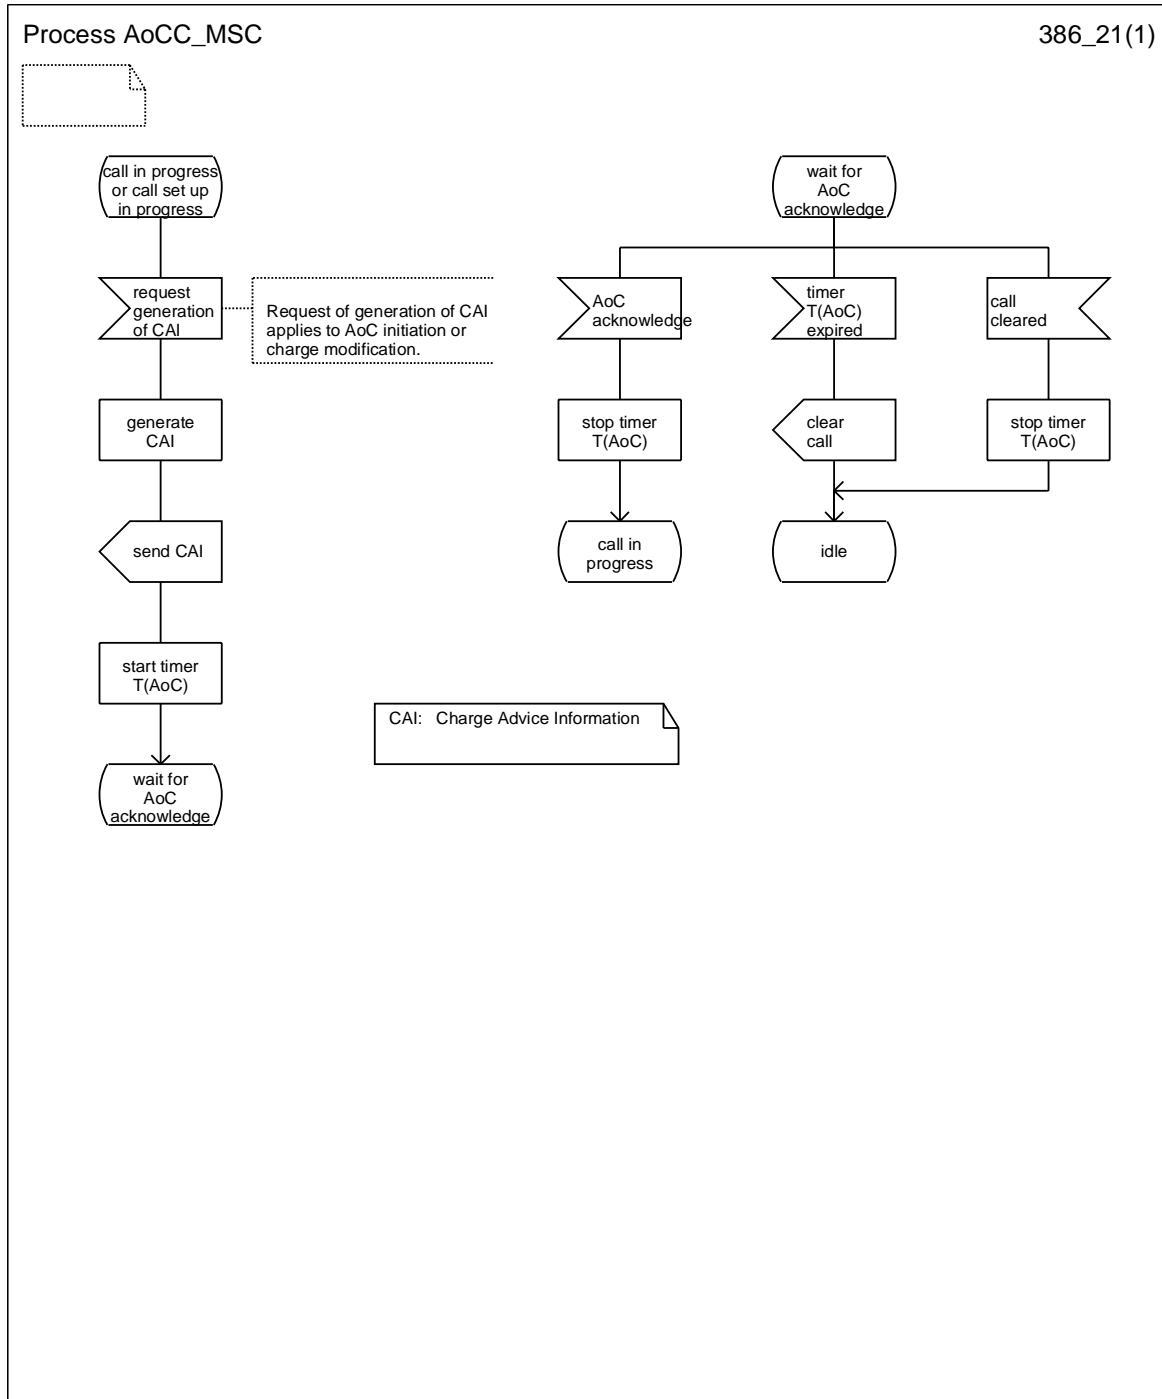 Process AoCC_MSC
386_21(1)
call in progress
or call set up
in progress
request
generation
of CAI
Request of generation of CAI
applies to AoC initiation or
charge modification.
generate
CAI
send CAI
start timer
T(AoC)
wait for
AoC
acknowledge
wait for
AoC
acknowledge
AoC
acknowledge
timer
T(AoC)
expired
call
cleared
stop timer
T(AoC)
clear
call
stop timer
T(AoC)
call in
progress
idle
CAI: Charge Advice Information